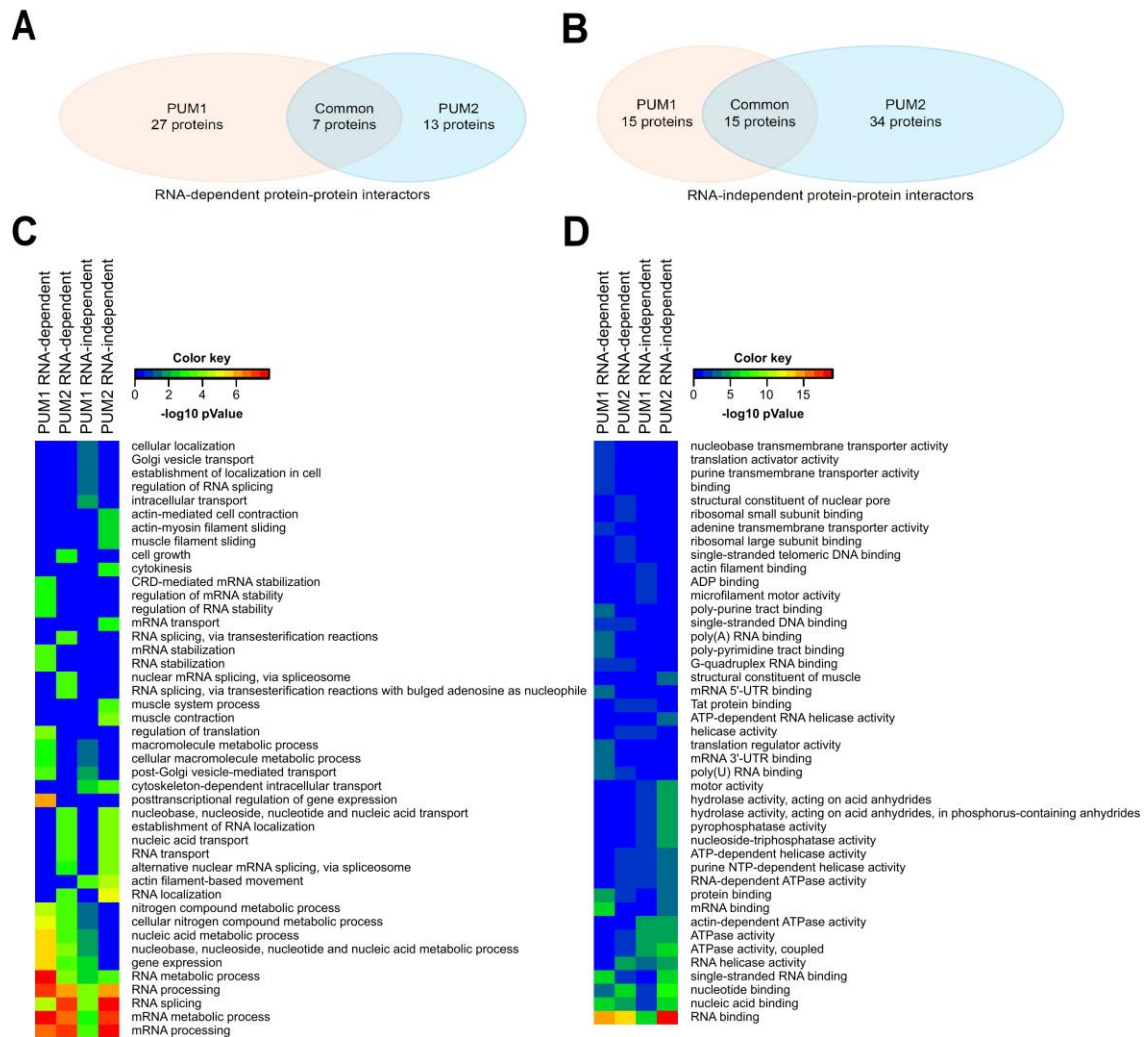 A
PUM1
27 proteins
Common
7 proteins
PUM2
13 proteins
RNA-dependent protein-protein interactors
B
PUM1
15 proteins
Common
15 proteins
PUM2
34 proteins
RNA-independent protein-protein interactors
C
PUM1 RNA-dependent
PUM2 RNA-dependent
PUM1 RNA-independent
PUM2 RNA-independent
Color key
0 2 4 6
-log10 pValue
cellular localization
Golgi vesicle transport
establishment of localization in cell
regulation of RNA splicing
intracellular transport
actin-mediated cell contraction
actin-myosin filament sliding
muscle filament sliding
cell growth
cytokinesis
CRD-mediated mRNA stabilization
regulation of mRNA stability
regulation of RNA stability
mRNA transport
RNA splicing, via transesterification reactions
mRNA stabilization
RNA stabilization
nuclear mRNA splicing, via spliceosome
RNA splicing, via transesterification reactions with bulged adenosine as nucleophile
muscle system process
muscle contraction
regulation of translation
macromolecule metabolic process
cellular macromolecule metabolic process
post-Golgi vesicle-mediated transport
cytoskeleton-dependent intracellular transport
posttranscriptional regulation of gene expression
nucleobase, nucleoside, nucleotide and nucleic acid transport
establishment of RNA localization
nucleic acid transport
RNA transport
alternative nuclear mRNA splicing, via spliceosome
actin filament-based movement
RNA localization
nitrogen compound metabolic process
cellular nitrogen compound metabolic process
nucleic acid metabolic process
nucleobase, nucleoside, nucleotide and nucleic acid metabolic process
gene expression
RNA metabolic process
RNA processing
RNA splicing
mRNA metabolic process
mRNA processing
D
PUM1 RNA-dependent
PUM2 RNA-dependent
PUM1 RNA-independent
PUM2 RNA-independent
Color key
0 5 10 15
-log10 pValue
nucleobase transmembrane transporter activity
translation activator activity
purine transmembrane transporter activity
binding
structural constituent of nuclear pore
ribosomal small subunit binding
adenine transmembrane transporter activity
ribosomal large subunit binding
single-stranded telomeric DNA binding
actin filament binding
ADP binding
microfilament motor activity
poly-purine tract binding
single-stranded DNA binding
poly(A) RNA binding
poly-pyrimidine tract binding
G-quadruplex RNA binding
structural constituent of muscle
mRNA 5'-UTR binding
Tat protein binding
ATP-dependent RNA helicase activity
helicase activity
translation regulator activity
mRNA 3'-UTR binding
poly(U) RNA binding
motor activity
hydrolase activity, acting on acid anhydrides
hydrolase activity, acting on acid anhydrides, in phosphorus-containing anhydrides
pyrophosphatase activity
nucleoside-triphosphatase activity
ATP-dependent helicase activity
purine NTP-dependent helicase activity
RNA-dependent ATPase activity
protein binding
mRNA binding
actin-dependent ATPase activity
ATPase activity
ATPase activity, coupled
RNA helicase activity
single-stranded RNA binding
nucleotide binding
nucleic acid binding
RNA binding